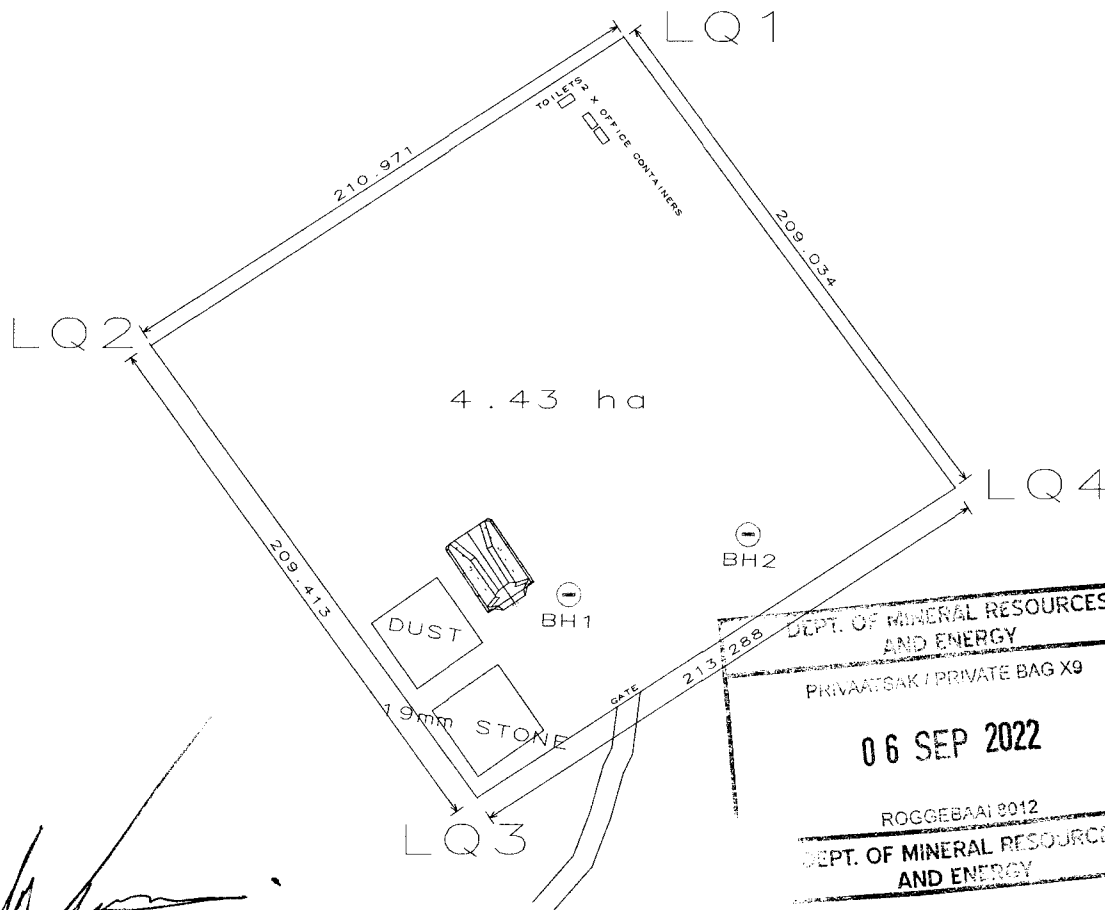 LQ1
TOILETS
2 X OFFICE CONTAINERS
210.971
209.034
LQ2
4.43 ha
LQ4
BH2
BH1
209.413
DUST
19mm STONE
GATE
213.288
LQ3
DEPT. OF MINERAL RESOURCES
AND ENERGY
PRIVAATSAK / PRIVATE BAG X9
06 SEP 2022
ROGGEBAAI 8012
DEPT. OF MINERAL RESOURCES
AND ENERGY